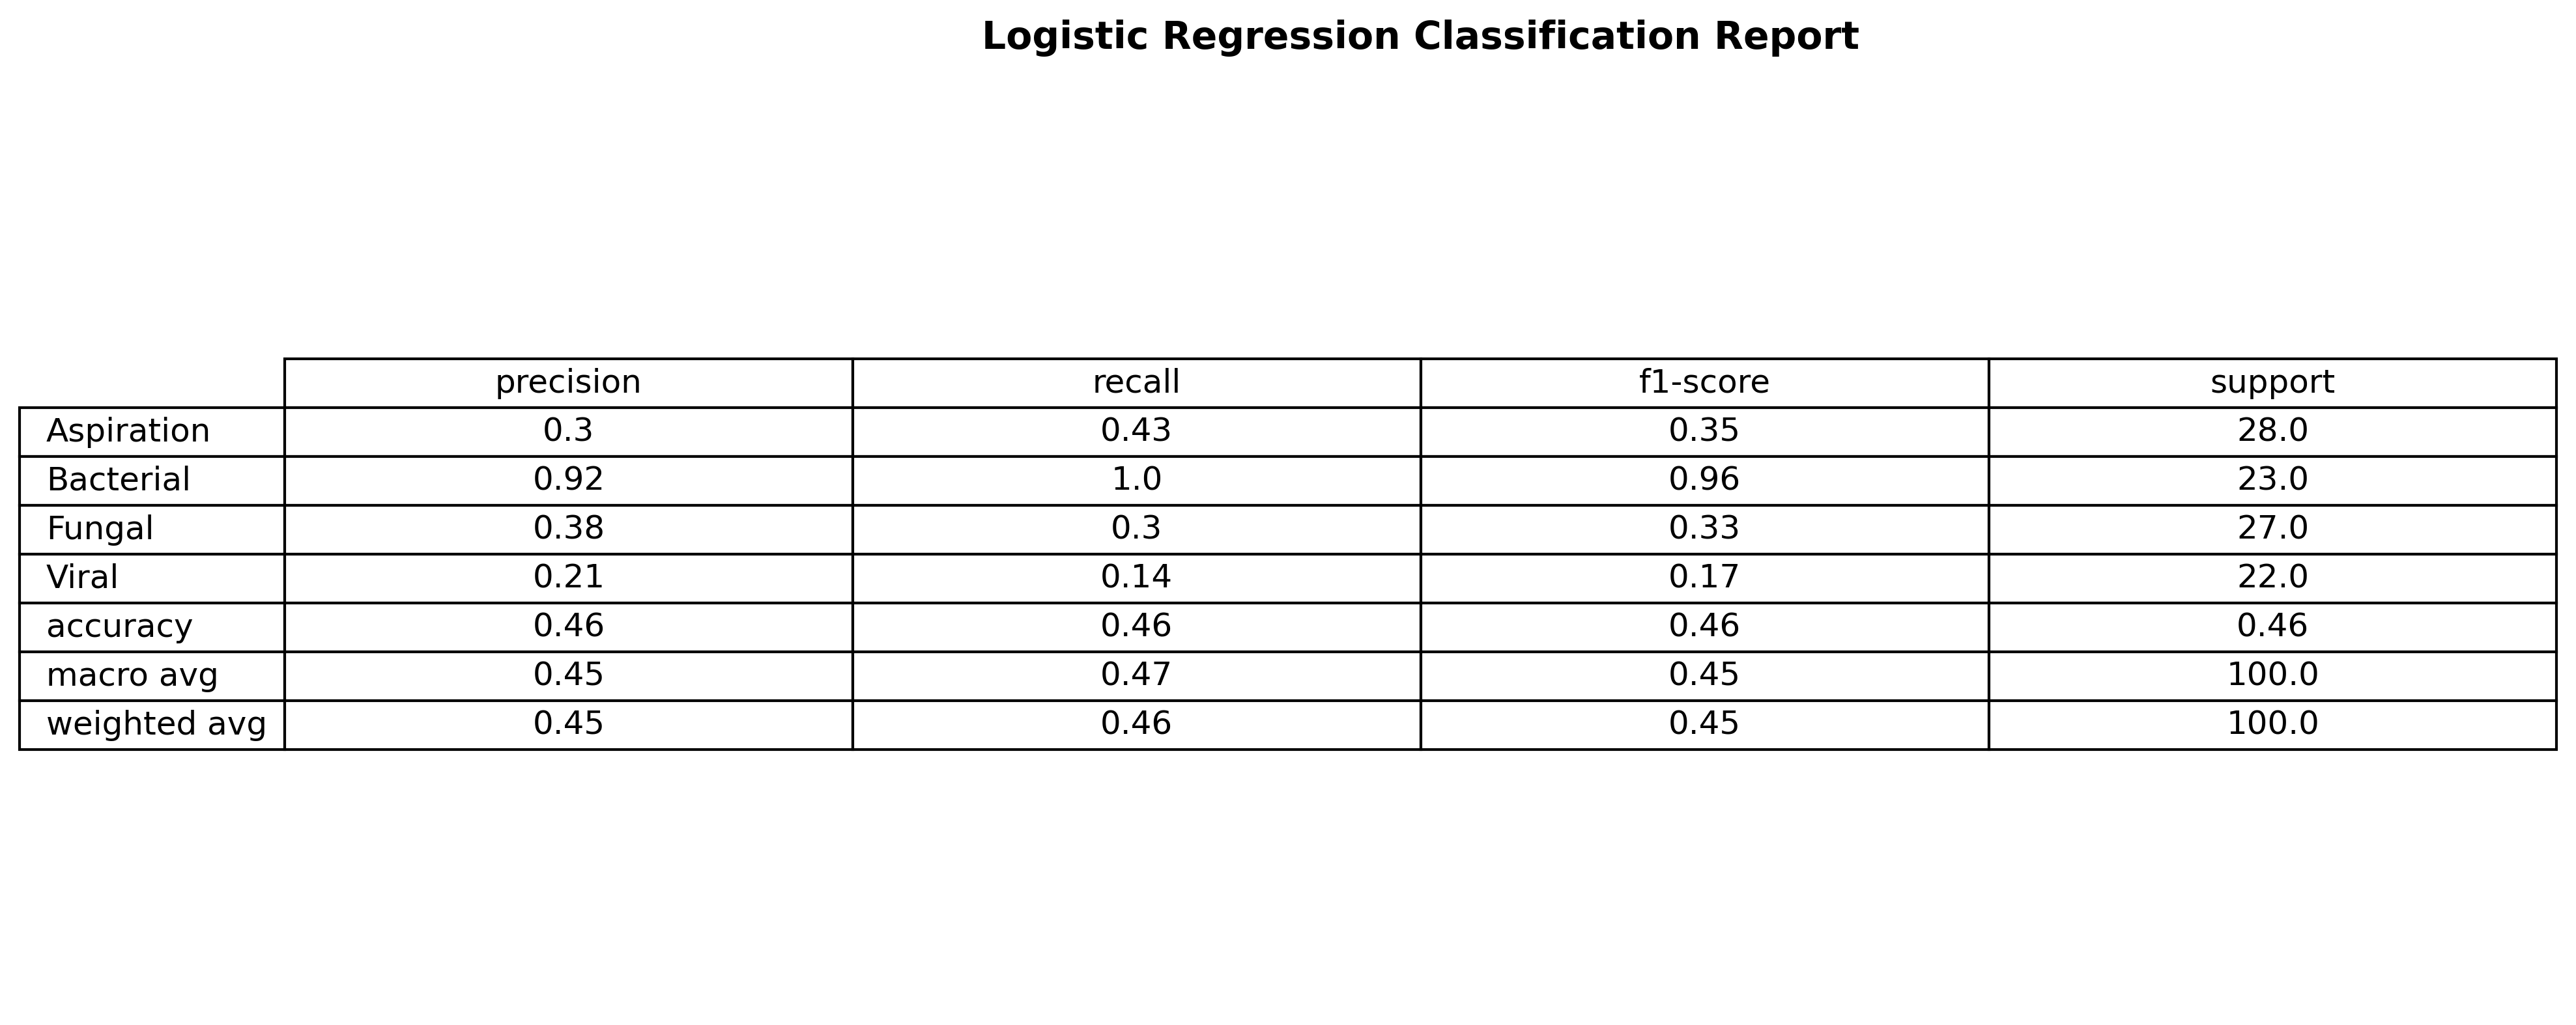 Logistic Regression Classification Report
precision recall f1-score support
Aspiration 0.3 0.43 0.35 28.0
Bacterial 0.92 1.0 0.96 23.0
Fungal 0.38 0.3 0.33 27.0
Viral 0.21 0.14 0.17 22.0
accuracy 0.46 0.46 0.46 0.46
macro avg 0.45 0.47 0.45 100.0
weighted avg 0.45 0.46 0.45 100.0